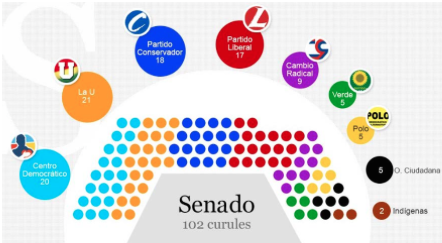 Partido
Conservador
18
Partido
Liberal
17
Cambio
Radical
9
La U
21
Verde
5
POLO
Polo
5
Centro
Democrático
20
5 O. Ciudadana
2 Indígenas
Senado
102 curules